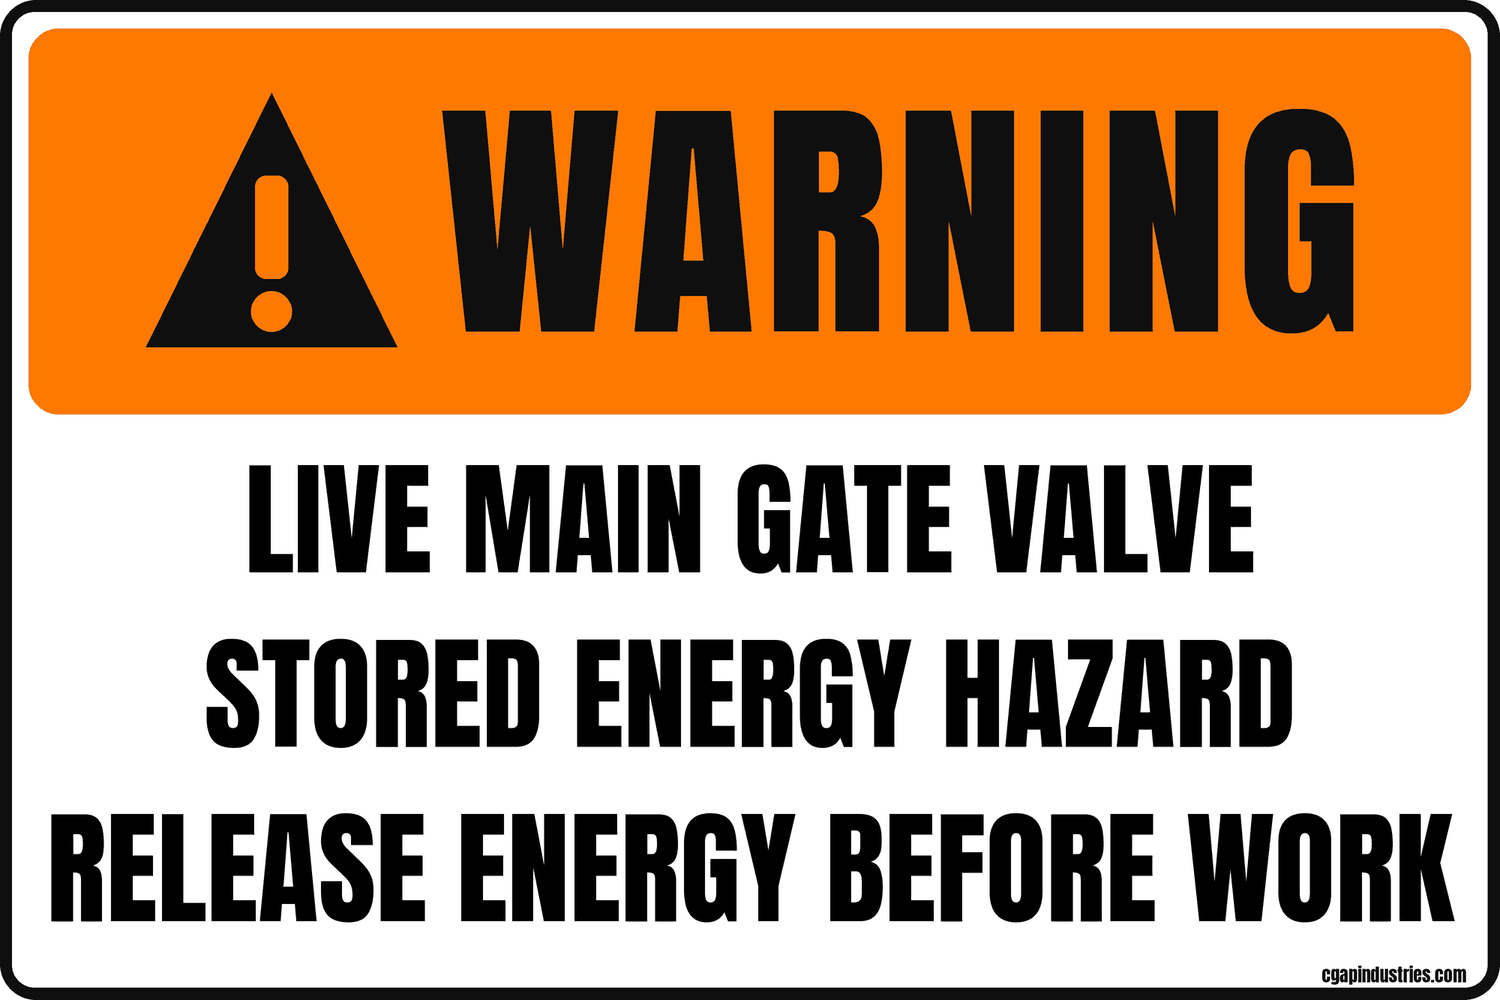 WARNING
LIVE MAIN GATE VALVE
STORED ENERGY HAZARD
RELEASE ENERGY BEFORE WORK
cgapindustries.com